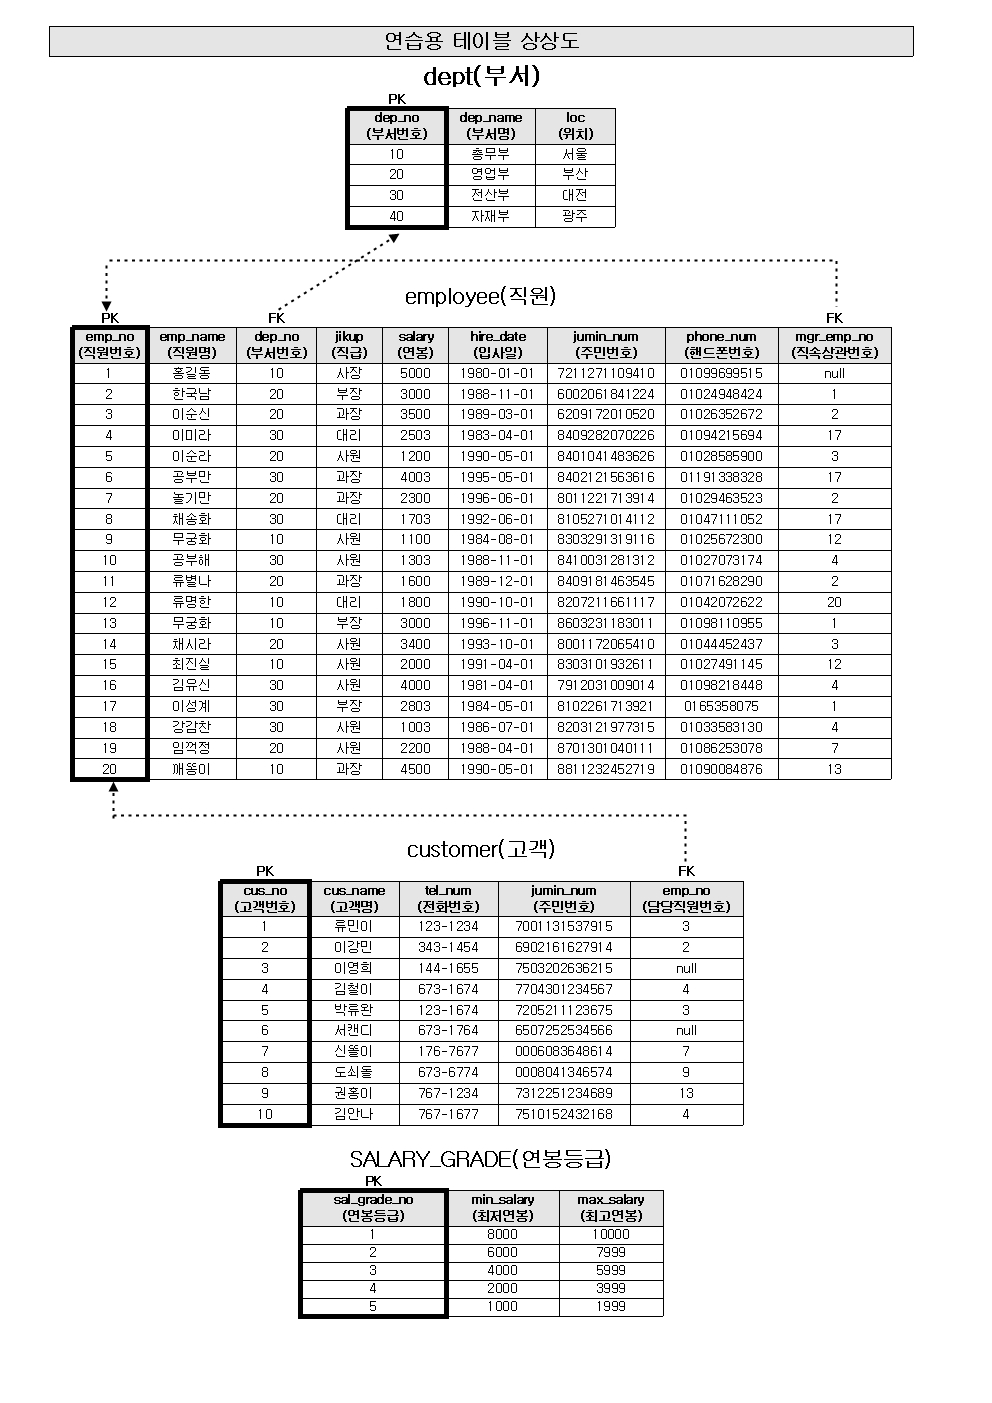 연습용 테이블 상상도
dept(부서)
PK
dep_no dep_name loc
(부서번호) (부서명) (위치)
10 총무부 서울
20 영업부 부산
30 전산부 대전
40 자재부 광주
employee(직원)
PK FK FK
emp_no emp_name dep_no jikup salary hire_date jumin_num phone_num mgr_emp_no
(직원번호) (직원명) (부서번호) (직급) (연봉) (입사일) (주민번호) (핸드폰번호) (직속상관번호)
1 홍길동 10 사장 5000 1980-01-01 7211271109410 01099699515 null
2 한국남 20 부장 3000 1988-11-01 6002061841224 01024948424 1
3 이순신 20 과장 3500 1989-03-01 6209172010520 01026352672 2
4 이미라 30 대리 2503 1983-04-01 8409282070226 01094215694 17
5 이순라 20 사원 1200 1990-05-01 8401041483626 01028585900 3
6 공부만 30 과장 4003 1995-05-01 8402121563616 01191338328 17
7 놀기만 20 과장 2300 1996-06-01 8011221713914 01029463523 2
8 채송화 30 대리 1703 1992-06-01 8105271014112 01047111052 17
9 무궁화 10 사원 1100 1984-08-01 8303291319116 01025672300 12
10 공부해 30 사원 1303 1988-11-01 8410031281312 01027073174 4
11 류별나 20 과장 1600 1989-12-01 8409181463545 01071628290 2
12 류명한 10 대리 1800 1990-10-01 8207211661117 01042072622 20
13 무궁화 10 부장 3000 1996-11-01 8603231183011 01098110955 1
14 채시라 20 사원 3400 1993-10-01 8001172065410 01044452437 3
15 최진실 10 사원 2000 1991-04-01 8303101932611 01027491145 12
16 김유신 30 사원 4000 1981-04-01 7912031009014 01098218448 4
17 이성계 30 부장 2803 1984-05-01 8102261713921 0165358075 1
18 강감찬 30 사원 1003 1986-07-01 8203121977315 01033583130 4
19 임꺽정 20 사원 2200 1988-04-01 8701301040111 01086253078 7
20 깨똥이 10 과장 4500 1990-05-01 8811232452719 01090084876 13
customer(고객)
PK FK
cus_no cus_name tel_num jumin_num emp_no
(고객번호) (고객명) (전화번호) (주민번호) (담당직원번호)
1 류민이 123-1234 7001131537915 3
2 이강민 343-1454 6902161627914 2
3 이영희 144-1655 7503202636215 null
4 김철이 673-1674 7704301234567 4
5 박류완 123-1674 7205211123675 3
6 서캔디 673-1764 6507252534566 null
7 신똘이 176-7677 0006083648614 7
8 도쇠돌 673-6774 0008041346574 9
9 권홍이 767-1234 7312251234689 13
10 김안나 767-1677 7510152432168 4
SALARY_GRADE(연봉등급)
PK
sal_grade_no min_salary max_salary
(연봉등급) (최저연봉) (최고연봉)
1 8000 10000
2 6000 7999
3 4000 5999
4 2000 3999
5 1000 1999